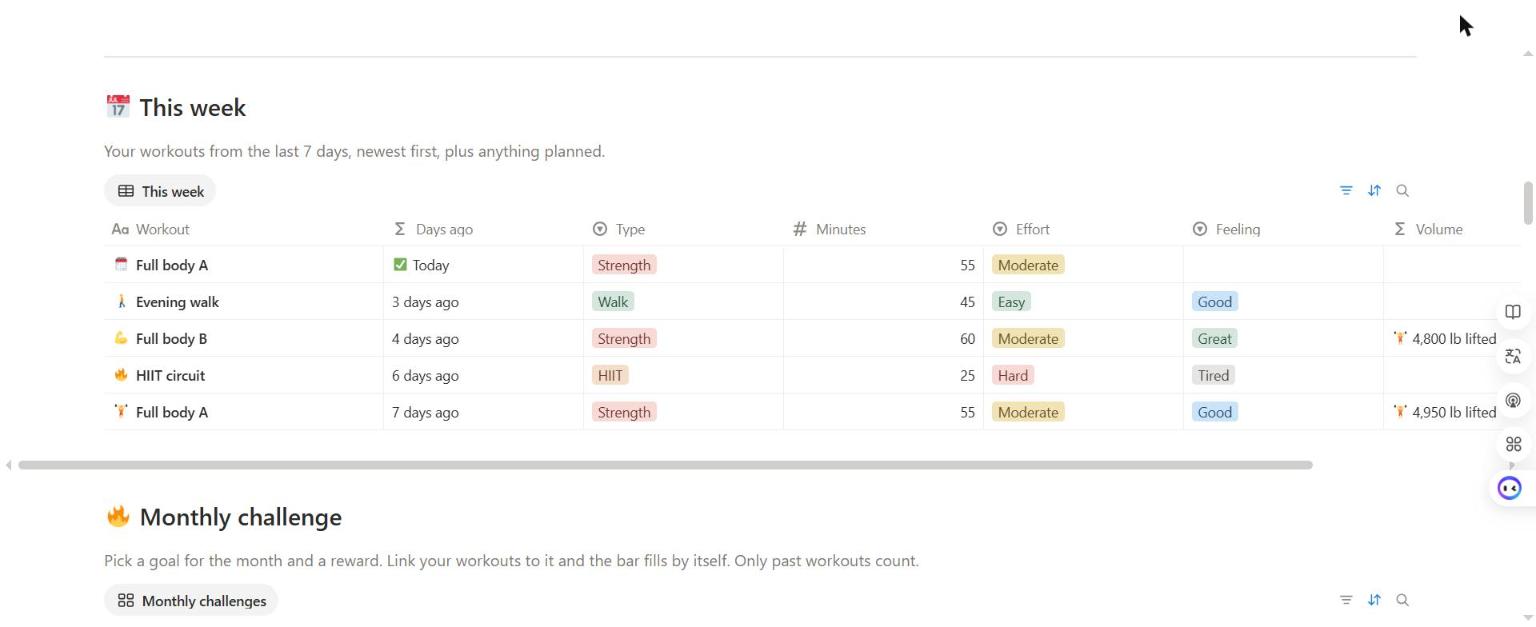 This week
Your workouts from the last 7 days, newest first, plus anything planned.
This week
Aa Workout Σ Days ago Type # Minutes Effort Feeling Σ Volume
Full body A Today Strength 55 Moderate
Evening walk 3 days ago Walk 45 Easy Good
Full body B 4 days ago Strength 60 Moderate Great 4,800 lb lifted
HIIT circuit 6 days ago HIIT 25 Hard Tired
Full body A 7 days ago Strength 55 Moderate Good 4,950 lb lifted
Monthly challenge
Pick a goal for the month and a reward. Link your workouts to it and the bar fills by itself. Only past workouts count.
Monthly challenges